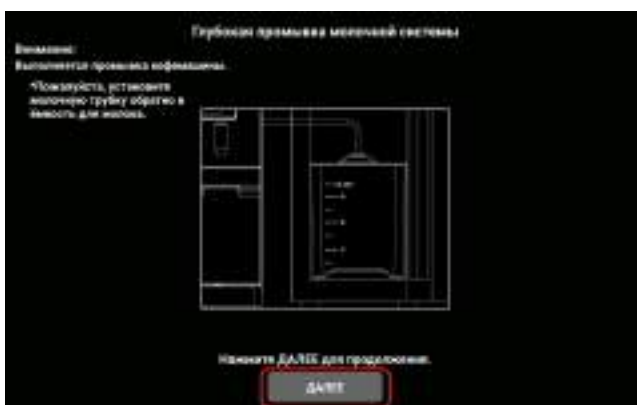 Глубокая промывка молочной системы
Внимание:
Выполняется промывка кофемашины.
*Пожалуйста, установите
молочную трубку обратно в
ёмкость для молока.
Нажмите ДАЛЕЕ для продолжения.
ДАЛЕЕ